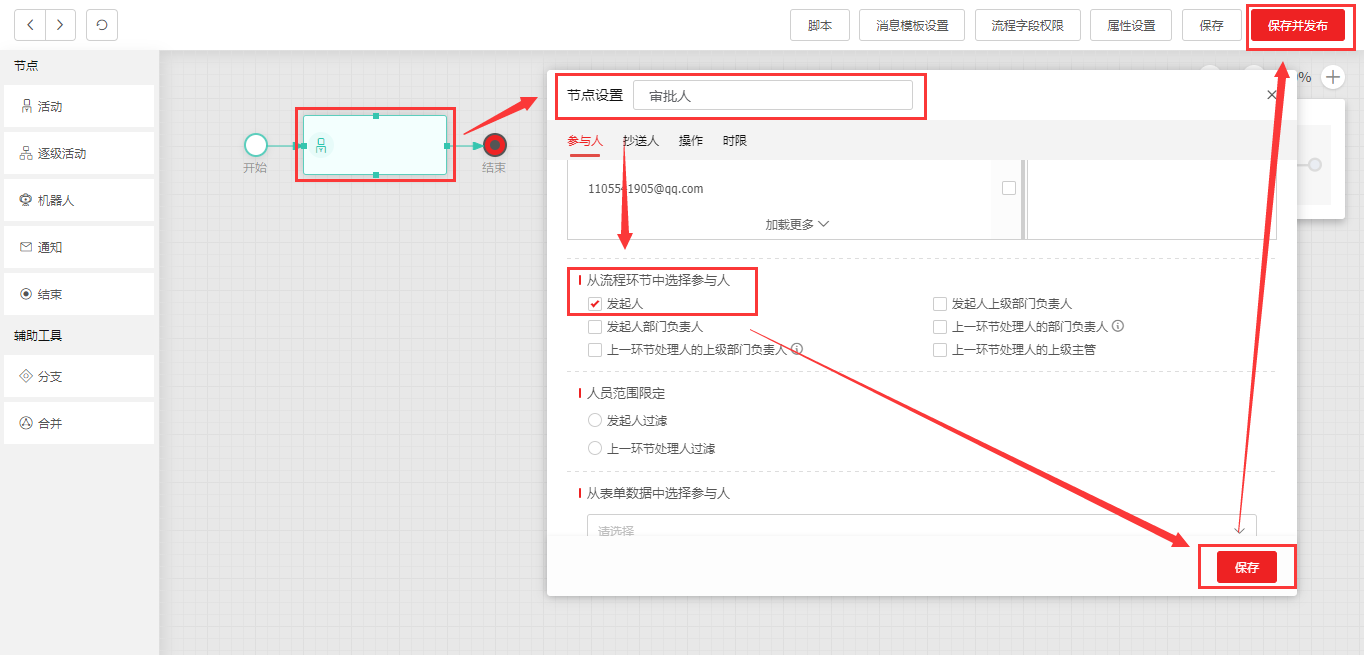 脚本
消息模板设置
流程字段权限
属性设置
保存
保存并发布
节点
活动
逐级活动
机器人
通知
结束
辅助工具
分支
合并
开始
结束
%
节点设置
审批人
参与人
抄送人
操作
时限
加载更多
从流程环节中选择参与人
发起人
发起人上级部门负责人
发起人部门负责人
上一环节处理人的部门负责人
上一环节处理人的上级部门负责人
上一环节处理人的上级主管
人员范围限定
发起人过滤
上一环节处理人过滤
从表单数据中选择参与人
请选择
保存